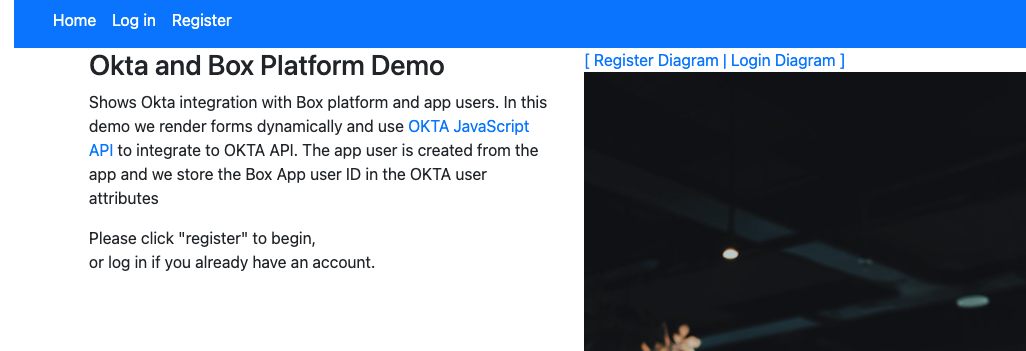 Home Log in Register
Okta and Box Platform Demo
Shows Okta integration with Box platform and app users. In this
demo we render forms dynamically and use OKTA JavaScript
API to integrate to OKTA API. The app user is created from the
app and we store the Box App user ID in the OKTA user
attributes
Please click "register" to begin,
or log in if you already have an account.
[ Register Diagram | Login Diagram ]